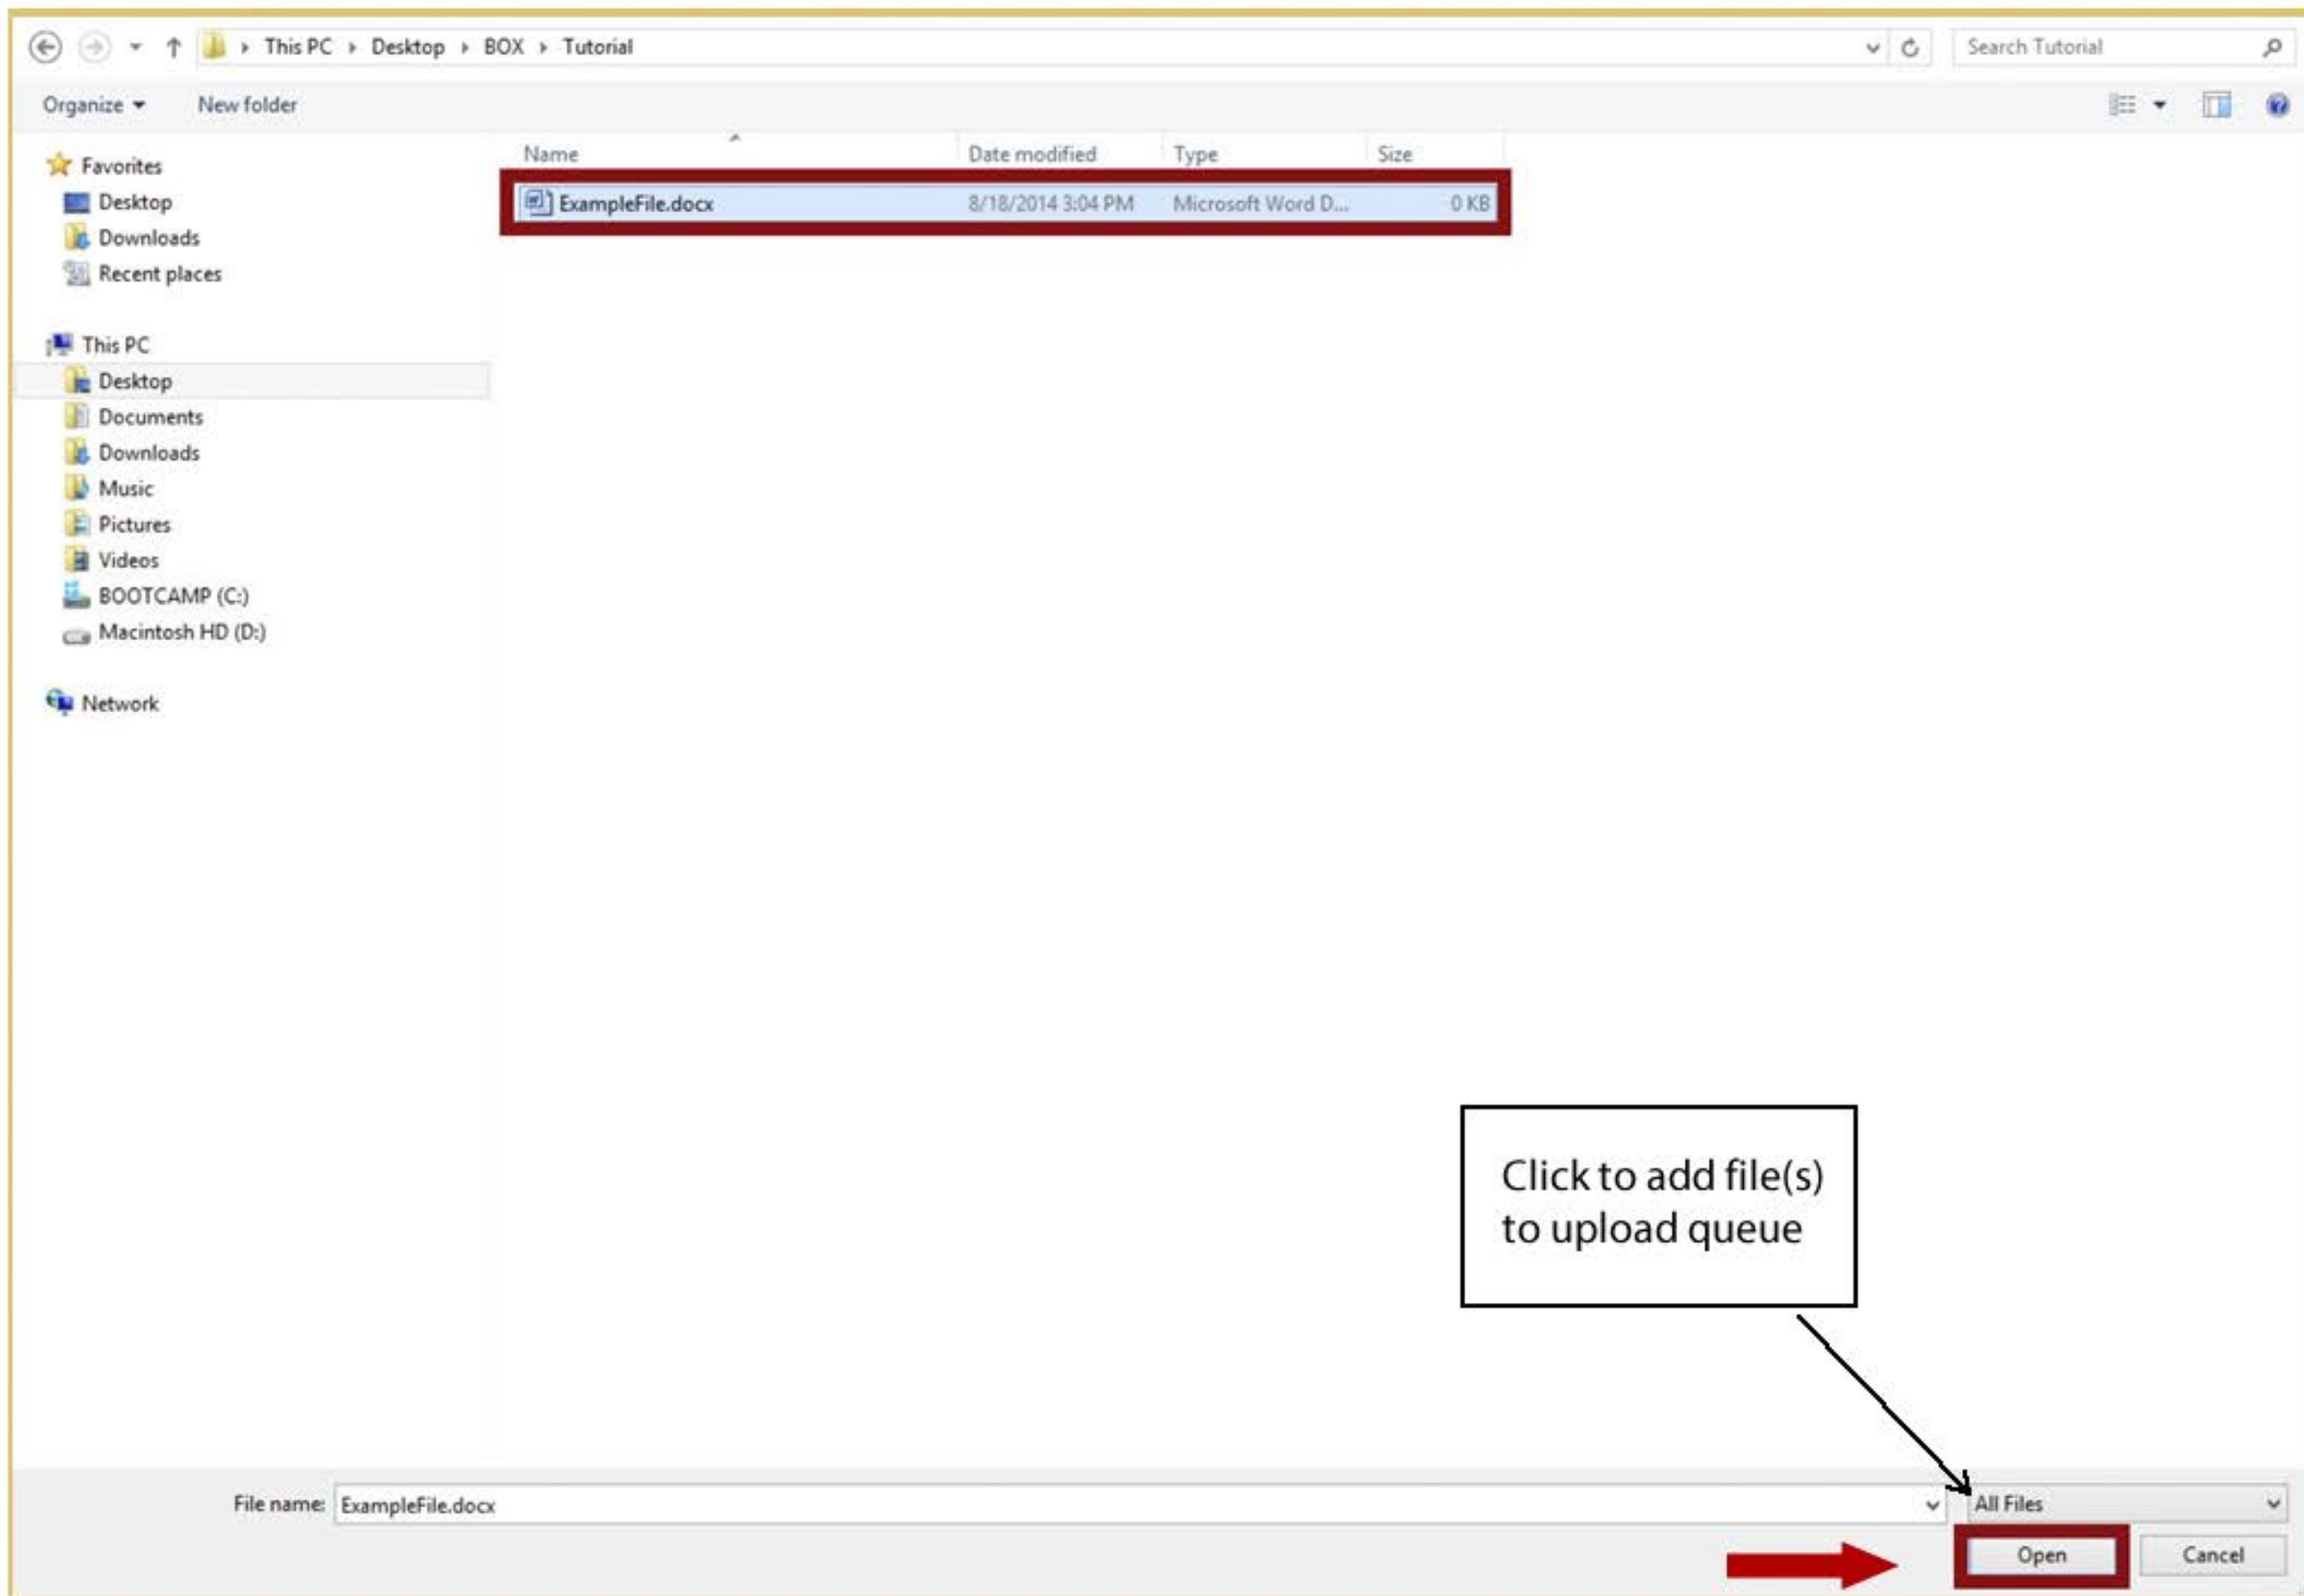 This PC Desktop BOX Tutorial
Search Tutorial
Organize New folder
Name Date modified Type Size
ExampleFile.docx 8/18/2014 3:04 PM Microsoft Word D... 0 KB
Favorites
Desktop
Downloads
Recent places
This PC
Desktop
Documents
Downloads
Music
Pictures
Videos
BOOTCAMP (C:)
Macintosh HD (D:)
Network
Click to add file(s)
to upload queue
File name: ExampleFile.docx All Files
Open Cancel